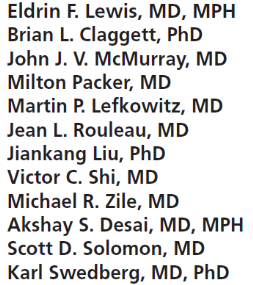 Eldrin F. Lewis, MD, MPH
Brian L. Claggett, PhD
John J. V. McMurray, MD
Milton Packer, MD
Martin P. Lefkowitz, MD
Jean L. Rouleau, MD
Jiankang Liu, PhD
Victor C. Shi, MD
Michael R. Zile, MD
Akshay S. Desai, MD, MPH
Scott D. Solomon, MD
Karl Swedberg, MD, PhD